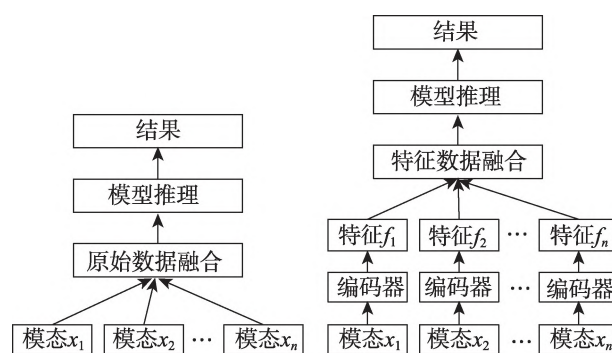 结果
模型推理
原始数据融合
模态x₁ 模态x₂ … 模态xₙ
结果
模型推理
特征数据融合
特征f₁ 特征f₂ … 特征fₙ
编码器 编码器 … 编码器
模态x₁ 模态x₂ … 模态xₙ